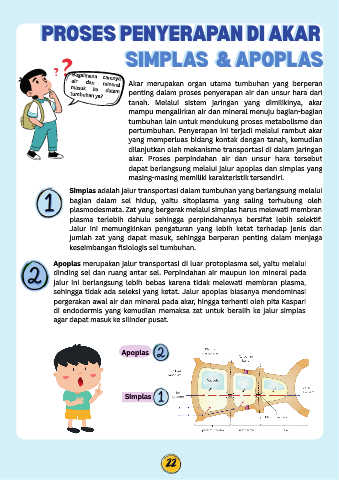 PROSES PENYERAPAN DI AKAR
SIMPLAS & APOPLAS
? ?
Bagaimana caranya
air dan mineral
masuk ke dalam
tumbuhan ya?
Akar merupakan organ utama tumbuhan yang berperan
penting dalam proses penyerapan air dan unsur hara dari
tanah. Melalui sistem jaringan yang dimilikinya, akar
mampu mengalirkan air dan mineral menuju bagian-bagian
tumbuhan lain untuk mendukung proses metabolisme dan
pertumbuhan. Penyerapan ini terjadi melalui rambut akar
yang memperluas bidang kontak dengan tanah, kemudian
dilanjutkan oleh mekanisme transportasi di dalam jaringan
akar. Proses perpindahan air dan unsur hara tersebut
dapat berlangsung melalui jalur apoplas dan simplas yang
masing-masing memiliki karakteristik tersendiri.
1
Simplas adalah jalur transportasi dalam tumbuhan yang berlangsung melalui
bagian dalam sel hidup, yaitu sitoplasma yang saling terhubung oleh
plasmodesmata. Zat yang bergerak melalui simplas harus melewati membran
plasma terlebih dahulu sehingga perpindahannya bersifat lebih selektif.
Jalur ini memungkinkan pengaturan yang lebih ketat terhadap jenis dan
jumlah zat yang dapat masuk, sehingga berperan penting dalam menjaga
keseimbangan fisiologis sel tumbuhan.
2
Apoplas merupakan jalur transportasi di luar protoplasma sel, yaitu melalui
dinding sel dan ruang antar sel. Perpindahan air maupun ion mineral pada
jalur ini berlangsung lebih bebas karena tidak melewati membran plasma,
sehingga tidak ada seleksi yang ketat. Jalur apoplas biasanya mendominasi
pergerakan awal air dan mineral pada akar, hingga terhenti oleh pita Kaspari
di endodermis yang kemudian memaksa zat untuk beralih ke jalur simplas
agar dapat masuk ke silinder pusat.
Apoplas 2
Simplas 1
22